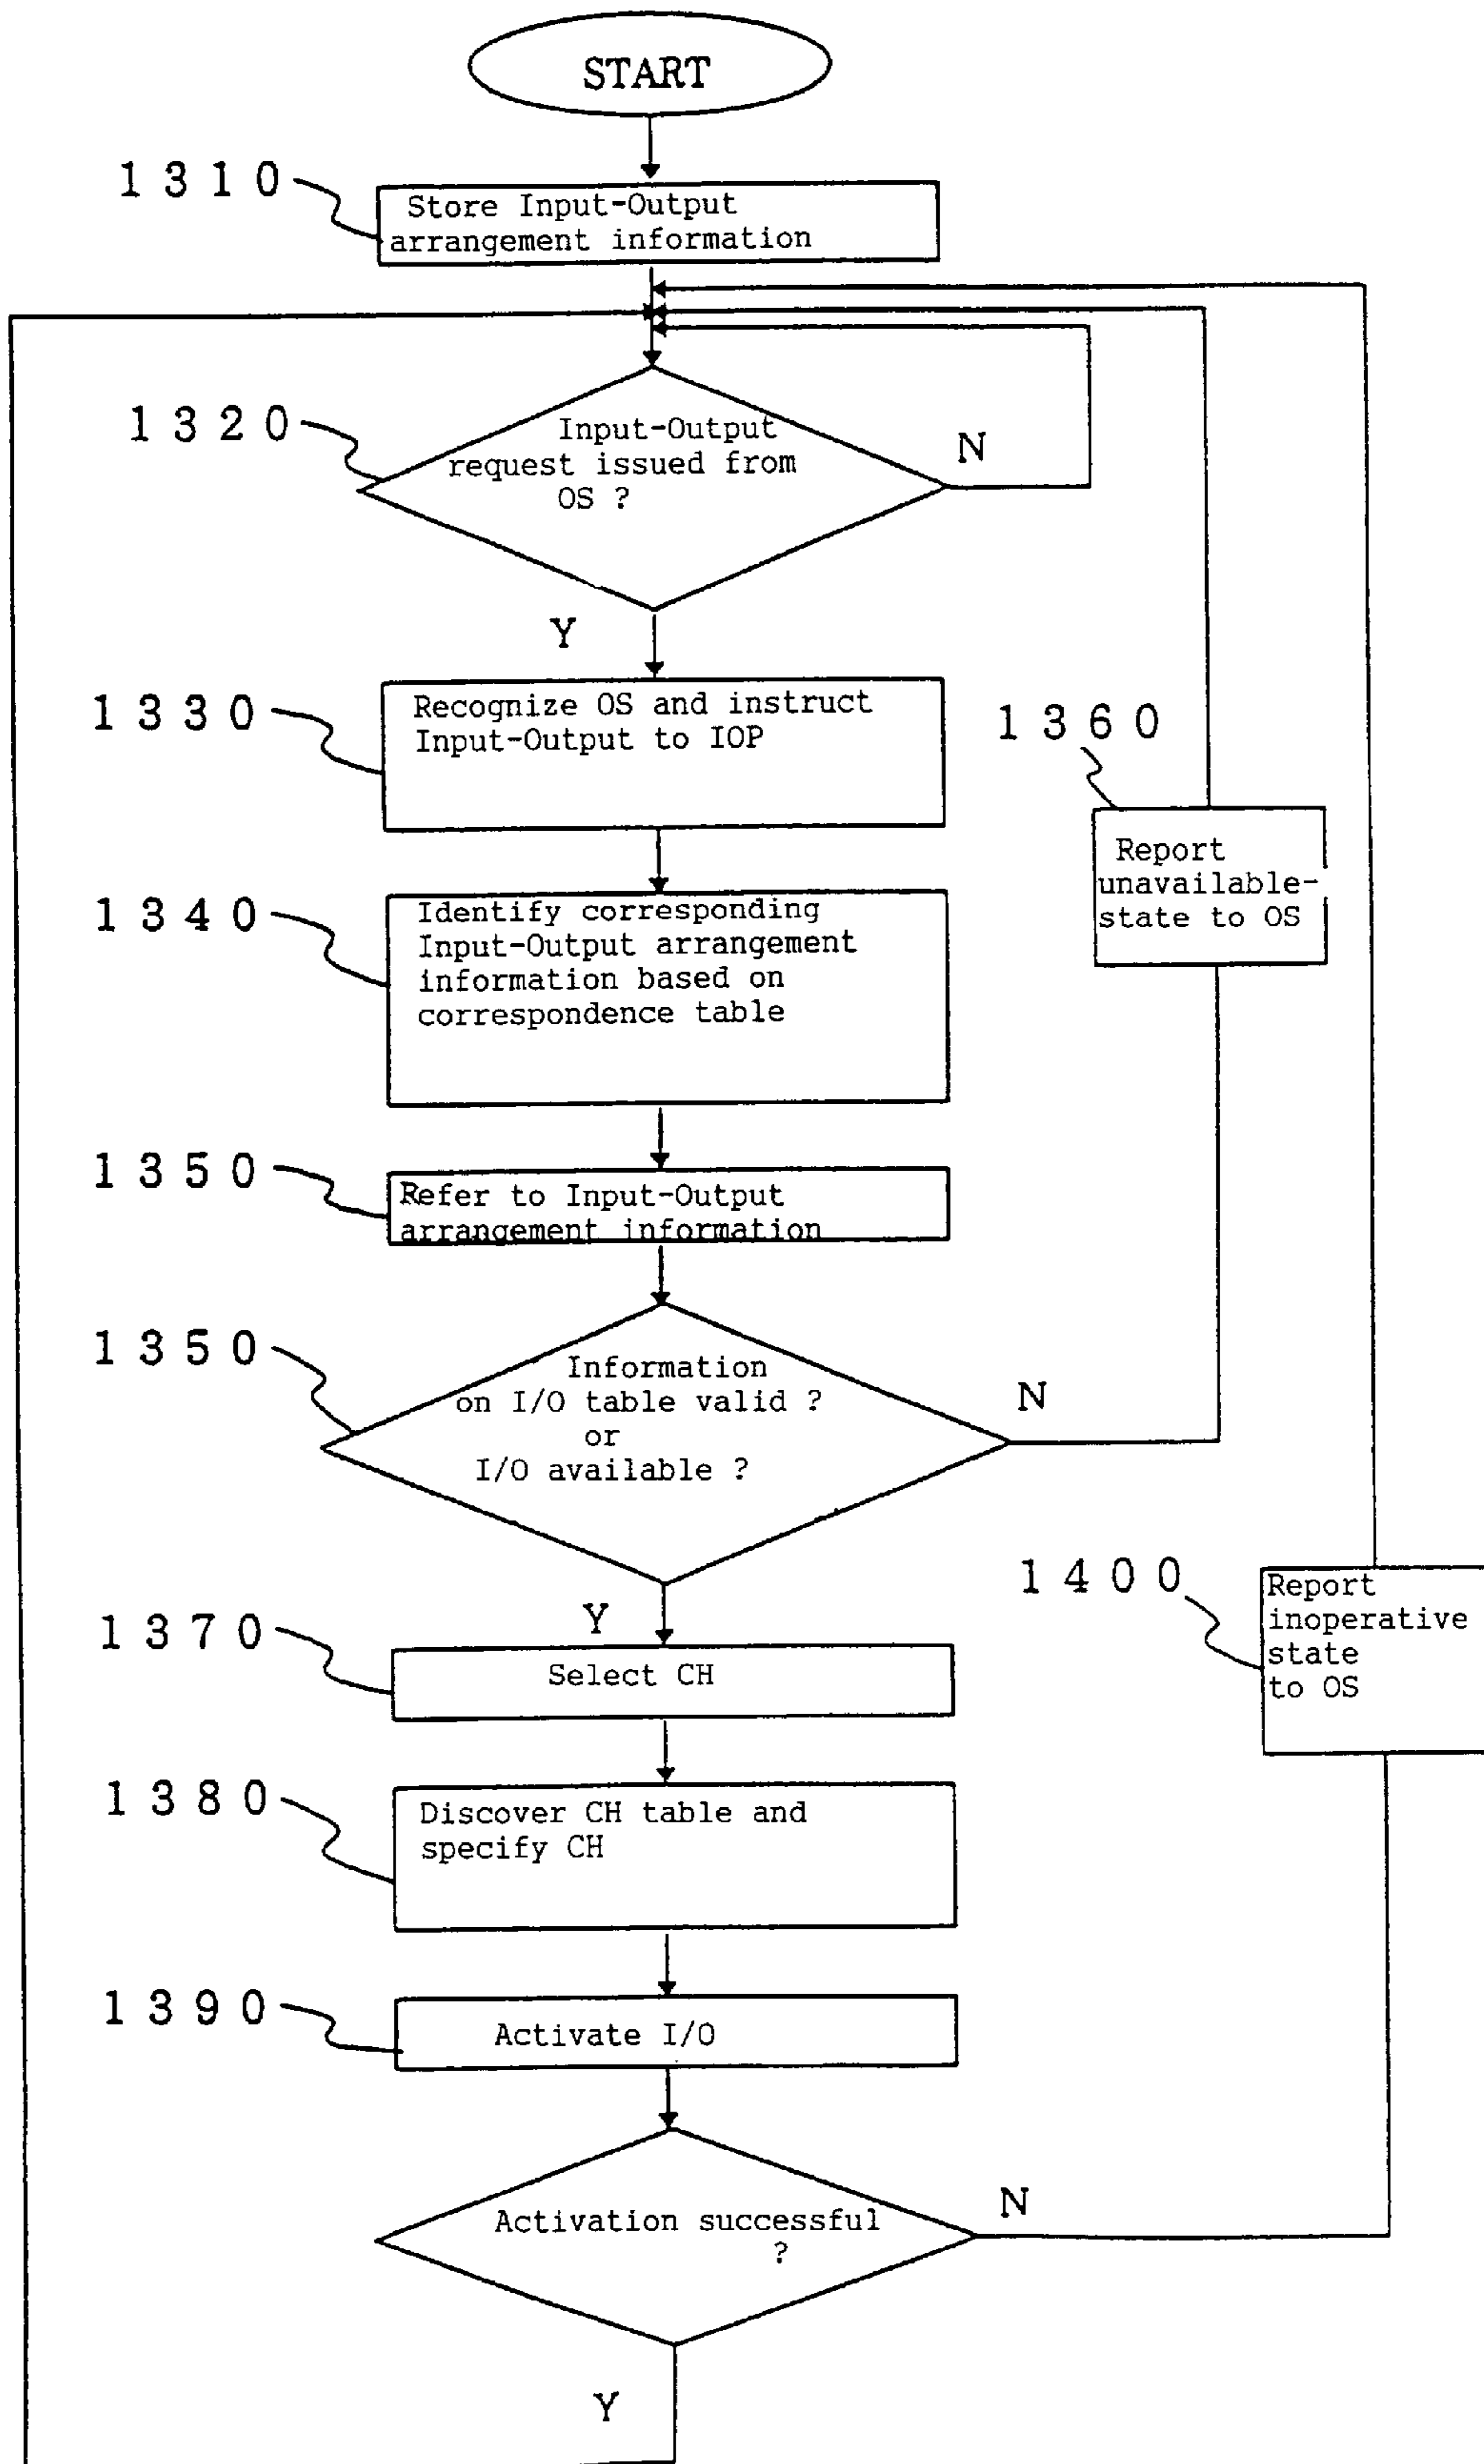 START
1310
Store Input-Output
arrangement information
1320
Input-Output
request issued from
OS ?
N
Y
1330
Recognize OS and instruct
Input-Output to IOP
1360
Report
unavailable-
state to OS
1340
Identify corresponding
Input-Output arrangement
information based on
correspondence table
1350
Refer to Input-Output
arrangement information
1350
Information
on I/O table valid ?
or
I/O available ?
N
Y
1370
Select CH
1400
Report
inoperative
state
to OS
1380
Discover CH table and
specify CH
1390
Activate I/O
Activation successful
?
N
Y